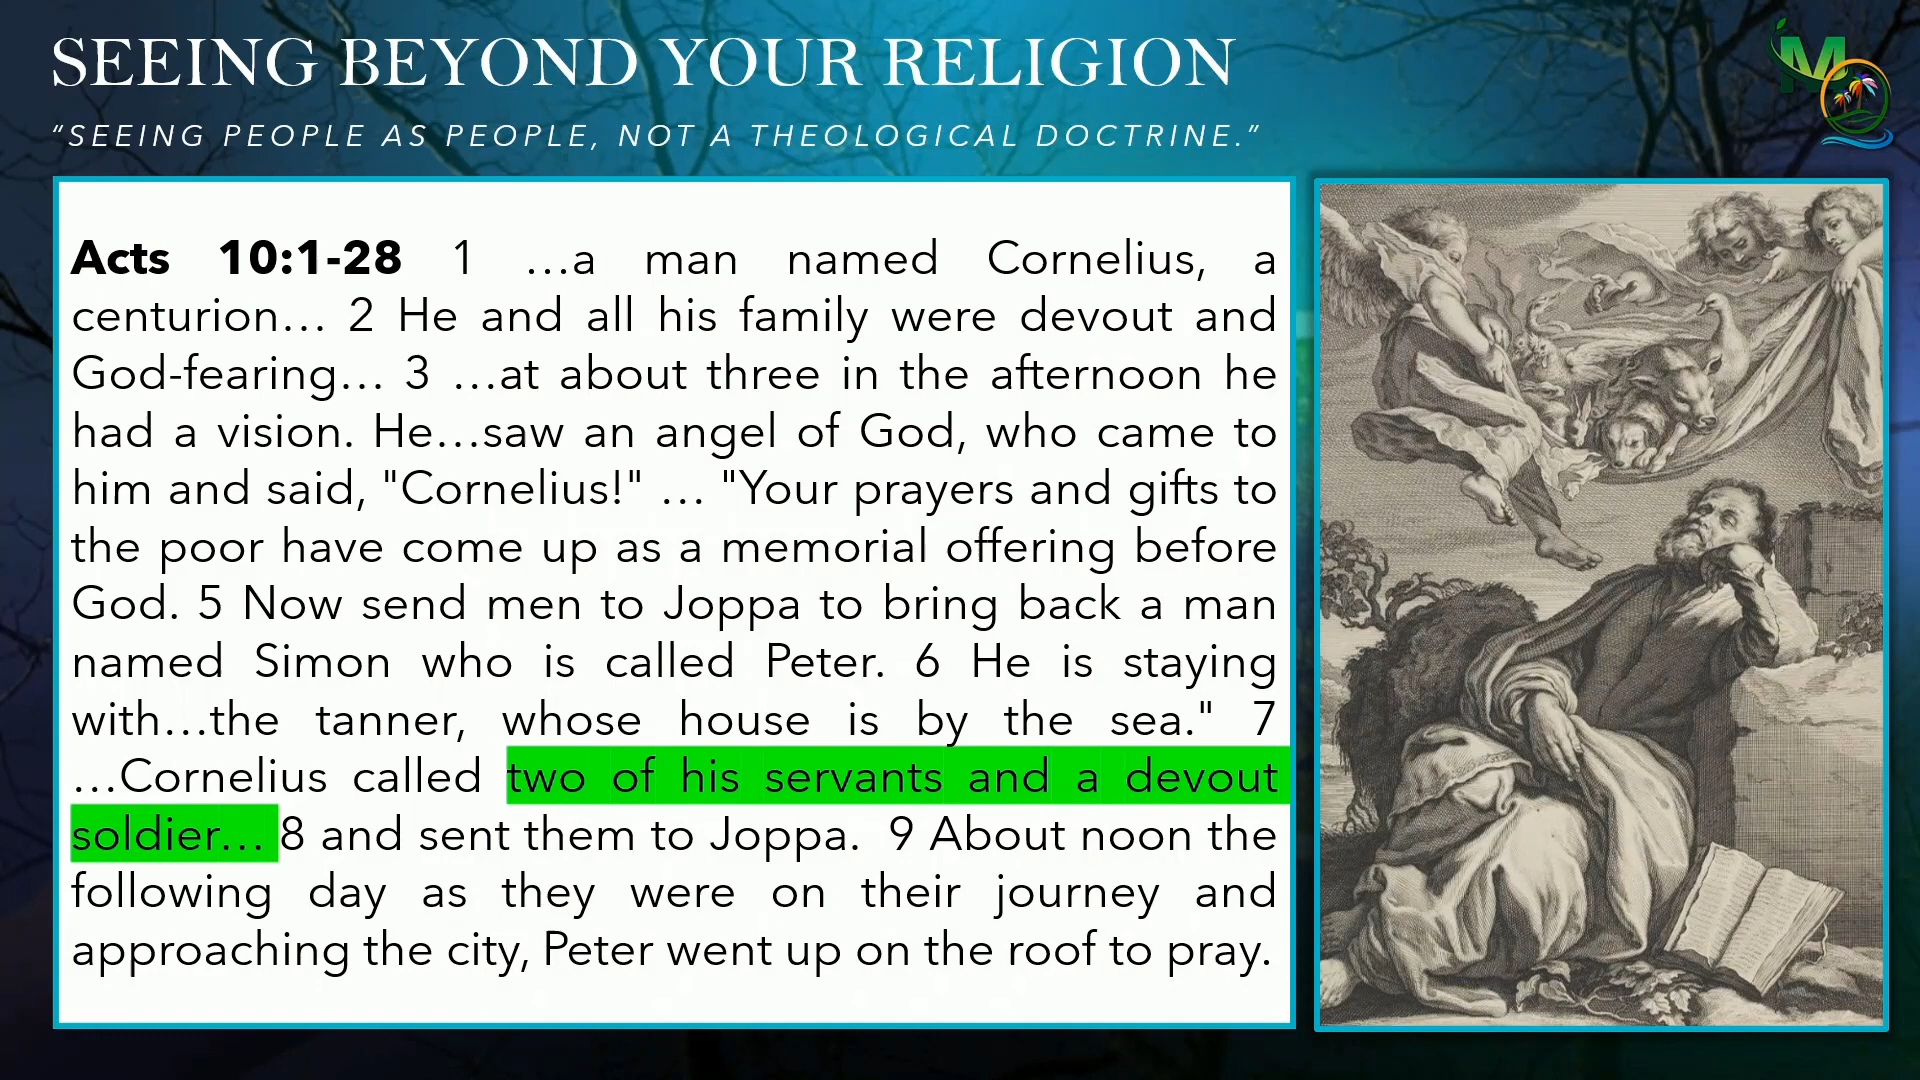 SEEING BEYOND YOUR RELIGION
“SEEING PEOPLE AS PEOPLE, NOT A THEOLOGICAL DOCTRINE.”
Acts 10:1-28 1 …a man named Cornelius, a
centurion… 2 He and all his family were devout and
God-fearing… 3 …at about three in the afternoon he
had a vision. He…saw an angel of God, who came to
him and said, "Cornelius!" … "Your prayers and gifts to
the poor have come up as a memorial offering before
God. 5 Now send men to Joppa to bring back a man
named Simon who is called Peter. 6 He is staying
with…the tanner, whose house is by the sea." 7
…Cornelius called two of his servants and a devout
soldier… 8 and sent them to Joppa. 9 About noon the
following day as they were on their journey and
approaching the city, Peter went up on the roof to pray.
M